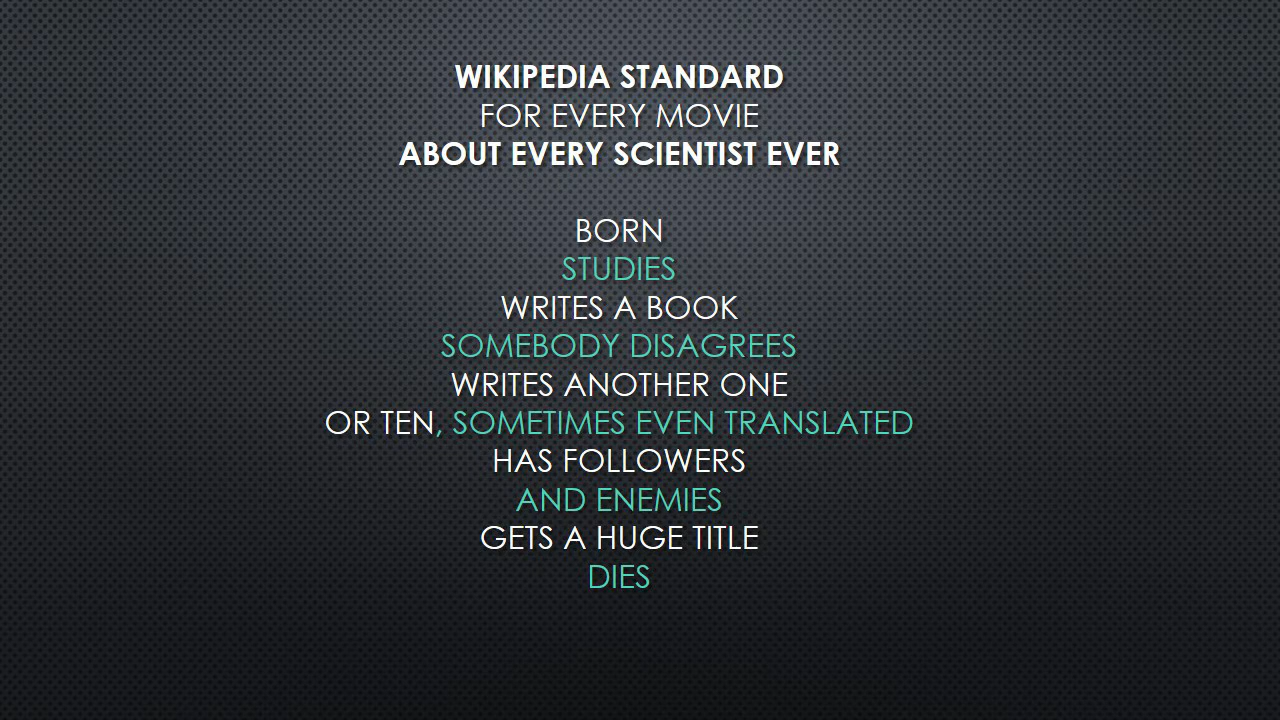 WIKIPEDIA STANDARD
FOR EVERY MOVIE
ABOUT EVERY SCIENTIST EVER
BORN
STUDIES
WRITES A BOOK
SOMEBODY DISAGREES
WRITES ANOTHER ONE
OR TEN, SOMETIMES EVEN TRANSLATED
HAS FOLLOWERS
AND ENEMIES
GETS A HUGE TITLE
DIES